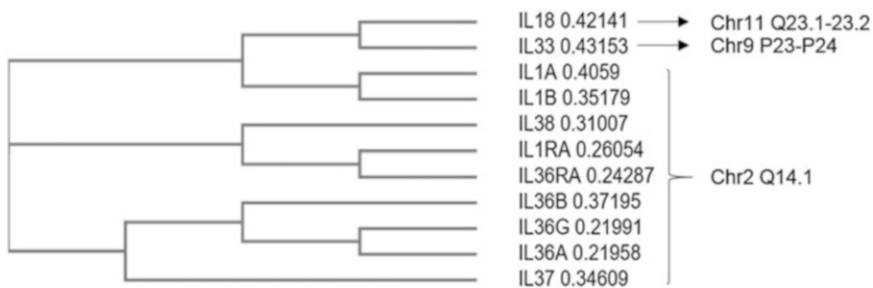 IL18 0.42141 Chr11 Q23.1-23.2
IL33 0.43153 Chr9 P23-P24
IL1A 0.4059
IL1B 0.35179
IL38 0.31007
IL1RA 0.26054
IL36RA 0.24287 Chr2 Q14.1
IL36B 0.37195
IL36G 0.21991
IL36A 0.21958
IL37 0.34609